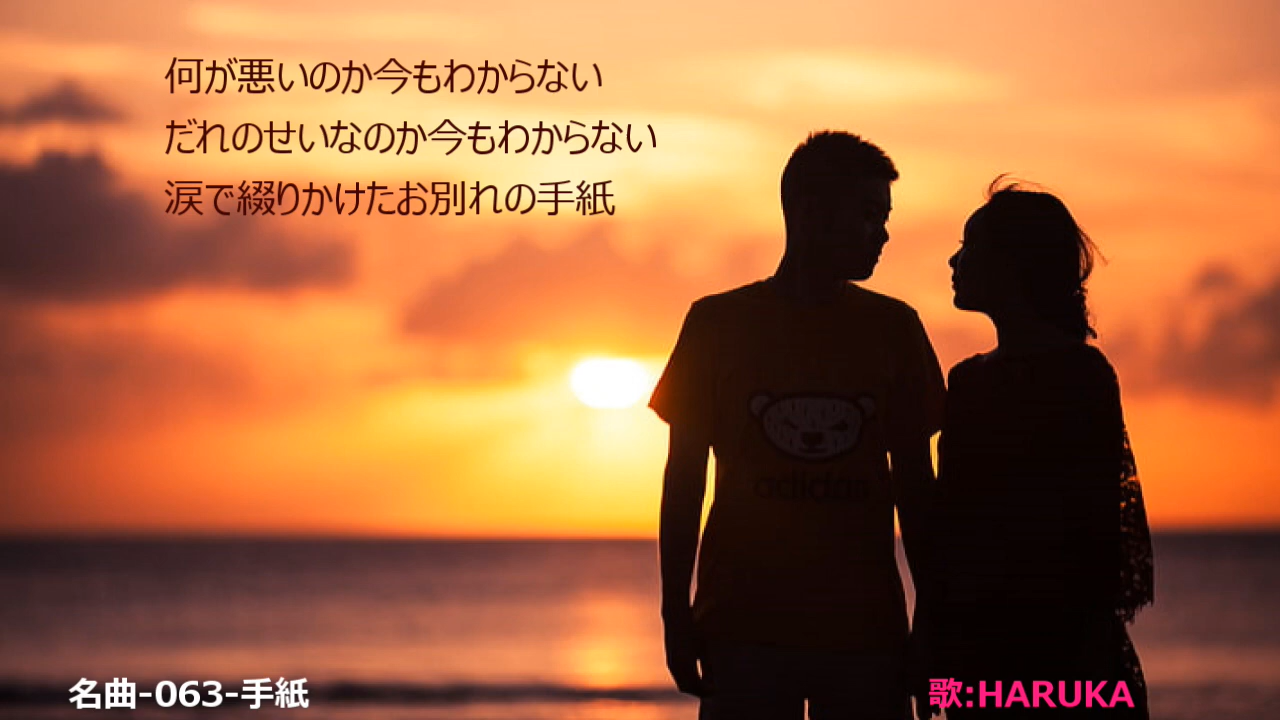 何が悪いのか今もわからない
だれのせいなのか今もわからない
涙で綴りかけたお別れの手紙
adidas
名曲-063-手紙
歌:HARUKA